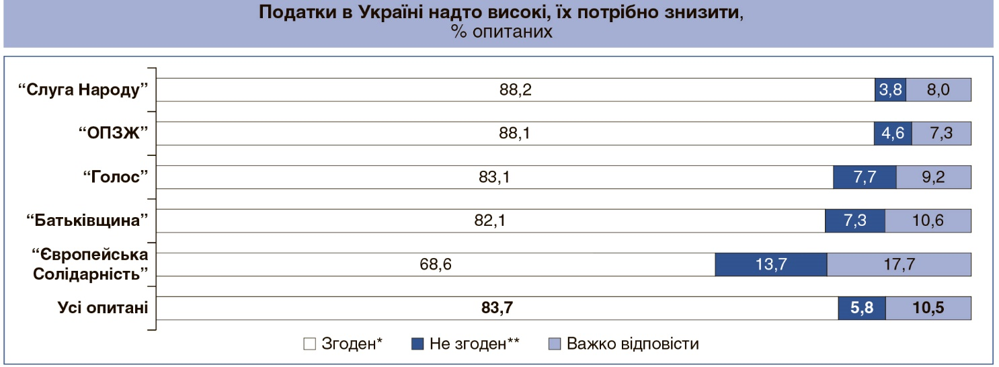 Податки в Україні надто високі, їх потрібно знизити,
% опитаних
“Слуга Народу” 88,2 3,8 8,0
“ОПЗЖ” 88,1 4,6 7,3
“Голос” 83,1 7,7 9,2
“Батьківщина” 82,1 7,3 10,6
“Європейська
Солідарність” 68,6 13,7 17,7
Усі опитані 83,7 5,8 10,5
Згоден* Не згоден** Важко відповісти